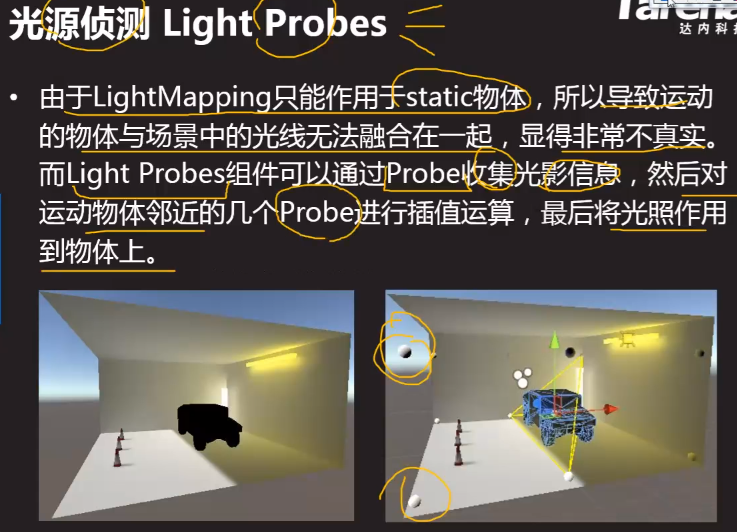 光源侦测 Light Probes
达内科技
• 由于LightMapping只能作用于static物体，所以导致运动
的物体与场景中的光线无法融合在一起，显得非常不真实。
而Light Probes组件可以通过Probe收集光影信息，然后对
运动物体邻近的几个Probe进行插值运算，最后将光照作用
到物体上。